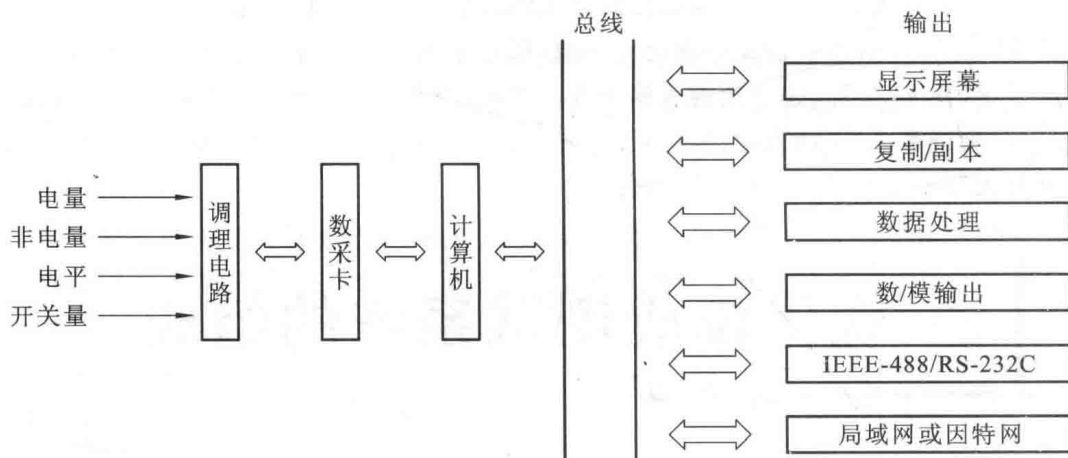 总线
输出
电量
非电量
电平
开关量
调理电路
数采卡
计算机
显示屏幕
复制/副本
数据处理
数/模输出
IEEE-488/RS-232C
局域网或因特网